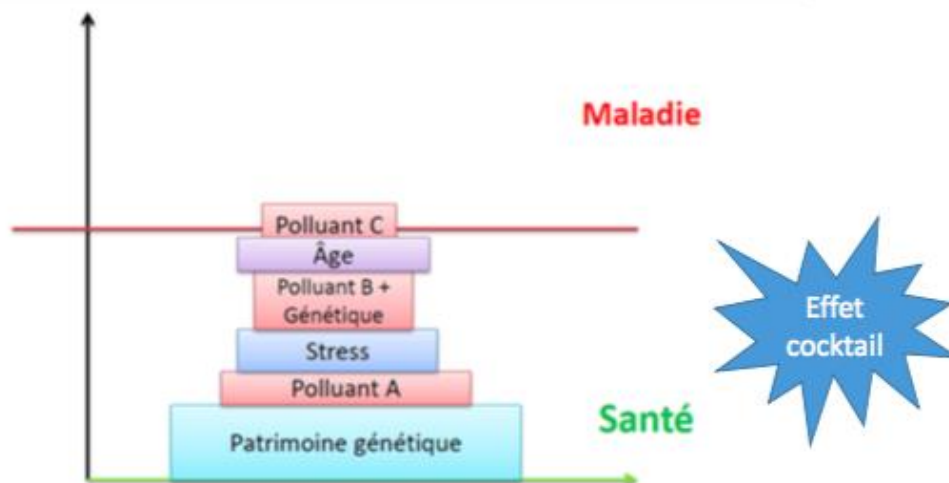 Maladie
Polluant C
Âge
Polluant B +
Génétique
Stress
Polluant A
Patrimoine génétique
Santé
Effet
cocktail